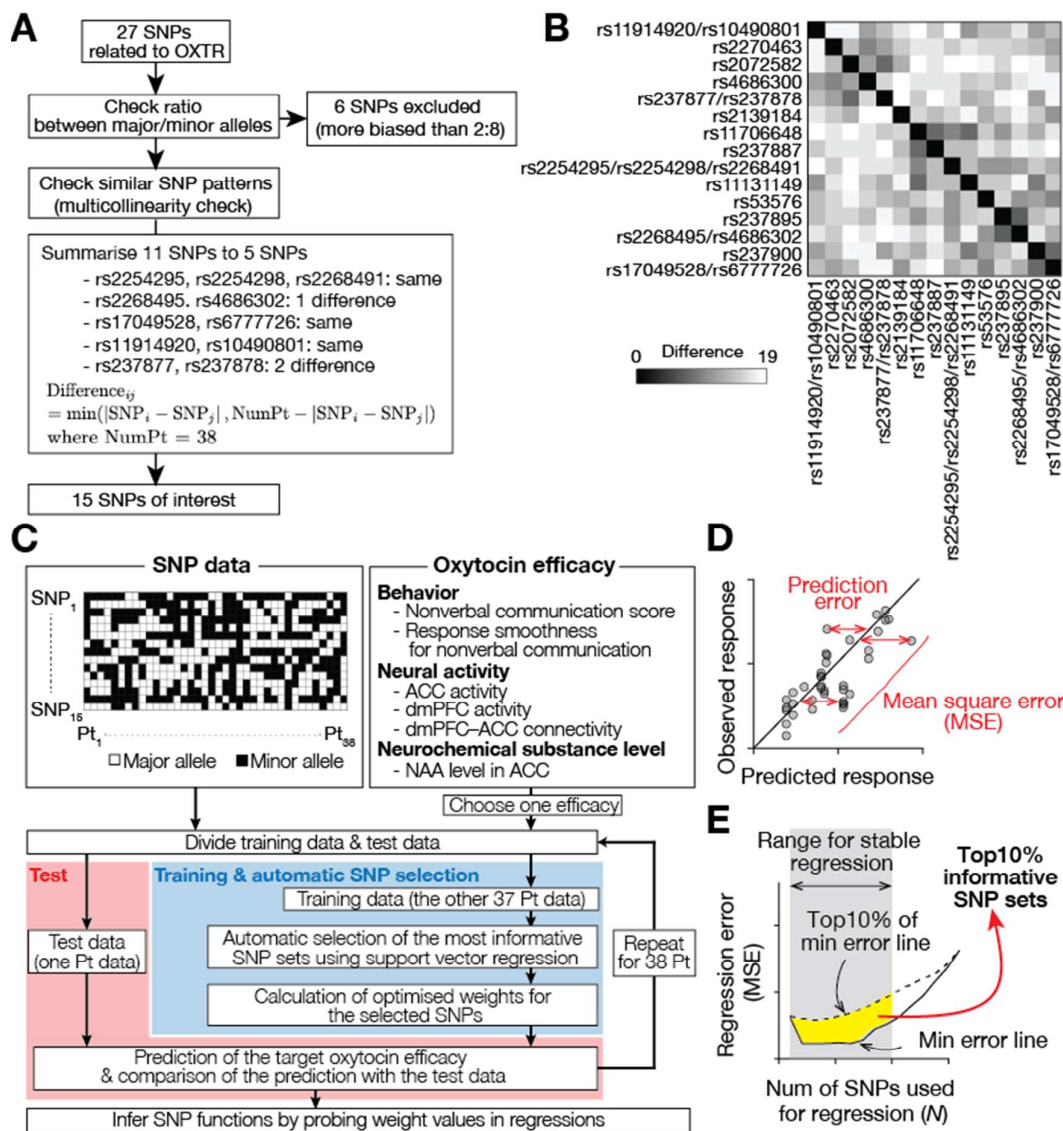 A
27 SNPs
related to OXTR
Check ratio
between major/minor alleles
6 SNPs excluded
(more biased than 2:8)
Check similar SNP patterns
(multicollinearity check)
Summarise 11 SNPs to 5 SNPs
- rs2254295, rs2254298, rs2268491: same
- rs2268495. rs4686302: 1 difference
- rs17049528, rs6777726: same
- rs11914920, rs10490801: same
- rs237877, rs237878: 2 difference
Difference_ij
= min(|SNP_i − SNP_j| , NumPt − |SNP_i − SNP_j|)
where NumPt = 38
15 SNPs of interest
B
rs11914920/rs10490801
rs2270463
rs2072582
rs4686300
rs237877/rs237878
rs2139184
rs11706648
rs237887
rs2254295/rs2254298/rs2268491
rs11131149
rs53576
rs237895
rs2268495/rs4686302
rs237900
rs17049528/rs6777726
0 Difference 19
rs11914920/rs10490801
rs2270463
rs2072582
rs4686300
rs237877/rs237878
rs2139184
rs11706648
rs237887
rs2254295/rs2254298/rs2268491
rs11131149
rs53576
rs237895
rs2268495/rs4686302
rs237900
rs17049528/rs6777726
C
SNP data
SNP1
SNP15
Pt1
Pt38
Major allele
Minor allele
Oxytocin efficacy
Behavior
- Nonverbal communication score
- Response smoothness
for nonverbal communication
Neural activity
- ACC activity
- dmPFC activity
- dmPFC–ACC connectivity
Neurochemical substance level
- NAA level in ACC
Choose one efficacy
Divide training data & test data
Test
Training & automatic SNP selection
Training data (the other 37 Pt data)
Test data
(one Pt data)
Automatic selection of the most informative
SNP sets using support vector regression
Repeat
for 38 Pt
Calculation of optimised weights for
the selected SNPs
Prediction of the target oxytocin efficacy
& comparison of the prediction with the test data
Infer SNP functions by probing weight values in regressions
D
Observed response
Prediction
error
Mean square error
(MSE)
Predicted response
E
Regression error
(MSE)
Range for stable
regression
Top10%
informative
SNP sets
Top10% of
min error line
Min error line
Num of SNPs used
for regression (N)